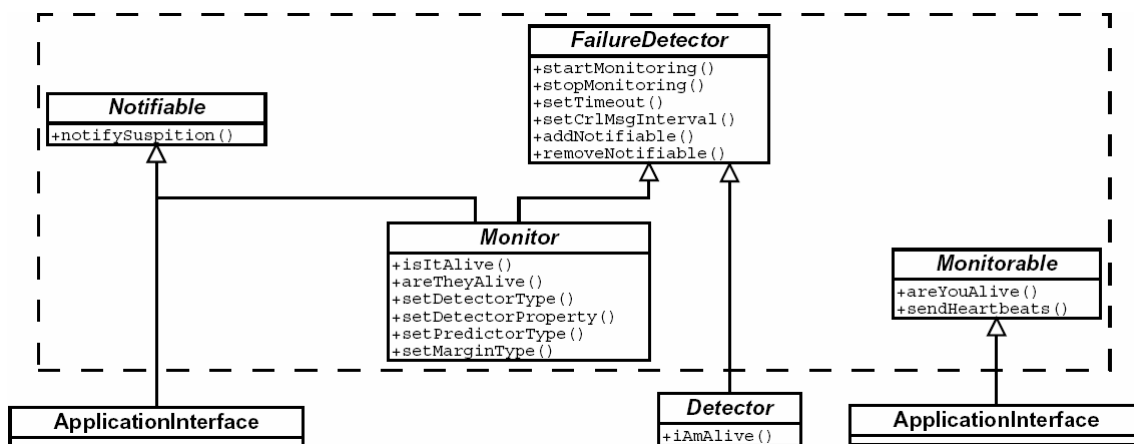 FailureDetector
+startMonitoring()
+stopMonitoring()
+setTimeout()
+setCrlMsgInterval()
+addNotifiable()
+removeNotifiable()
Notifiable
+notifySuspition()
Monitor
+isItAlive()
+areTheyAlive()
+setDetectorType()
+setDetectorProperty()
+setPredictorType()
+setMarginType()
Monitorable
+areYouAlive()
+sendHeartbeats()
ApplicationInterface
Detector
+iAmAlive()
ApplicationInterface